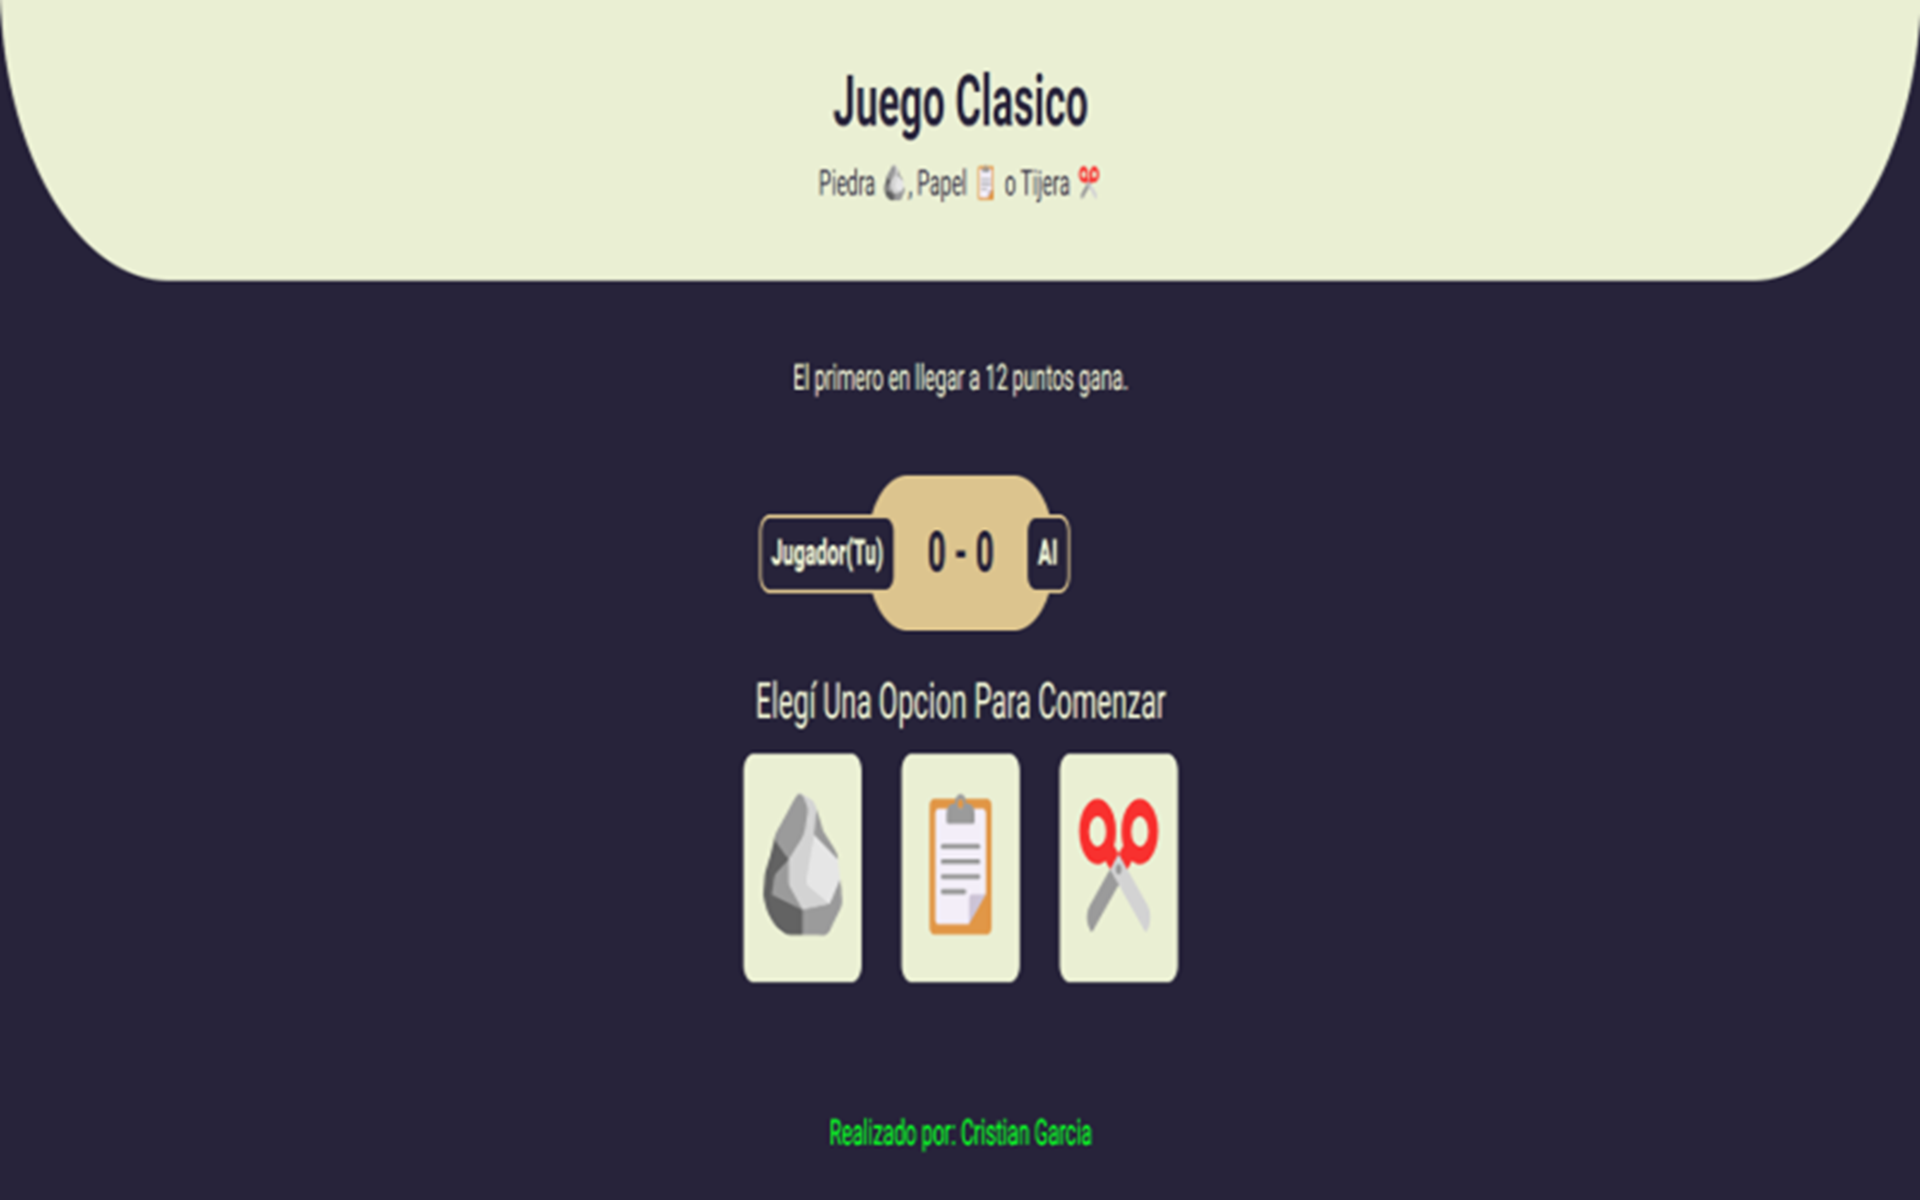 Juego Clasico
Piedra 🪨, Papel 📋 o Tijera ✂️
El primero en llegar a 12 puntos gana.
Jugador(Tu) 0 - 0 AI
Elegí Una Opcion Para Comenzar
Realizado por: Cristian Garcia